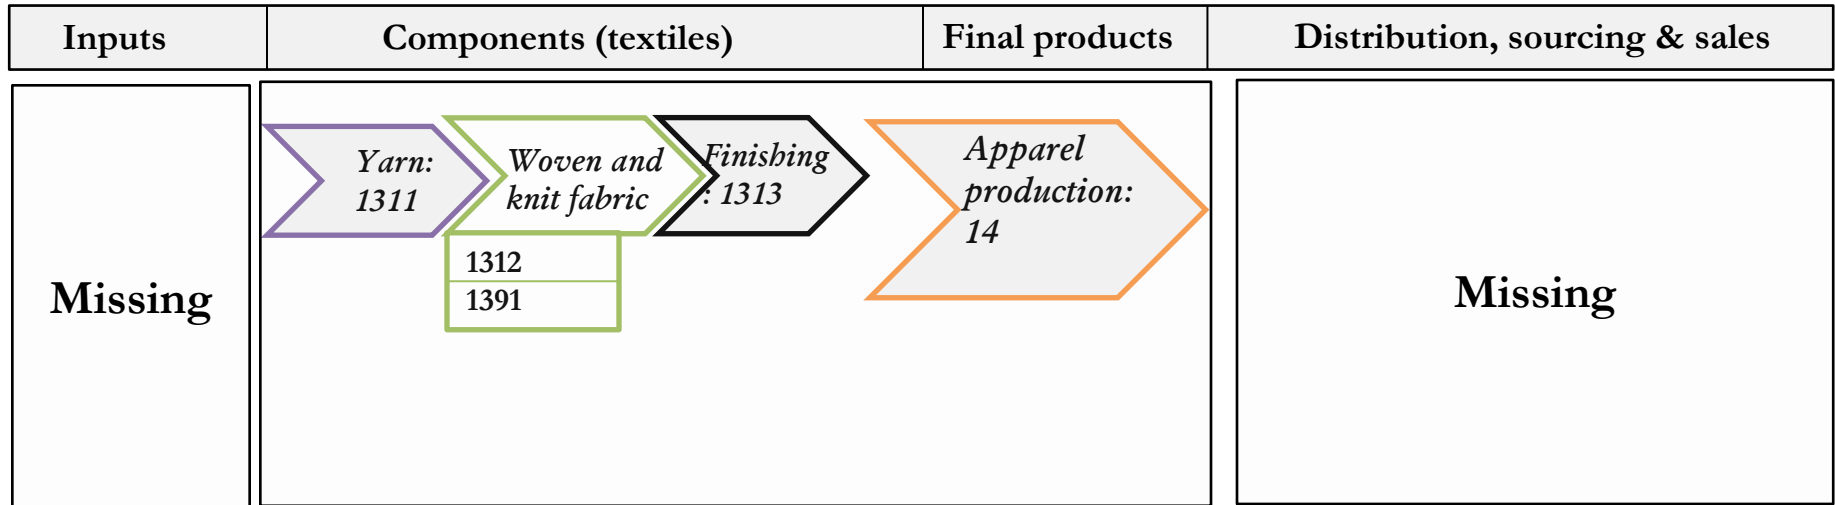 Inputs
Components (textiles)
Final products
Distribution, sourcing & sales
Missing
Yarn:
1311
Woven and
knit fabric
1312
1391
Finishing
: 1313
Apparel
production:
14
Missing